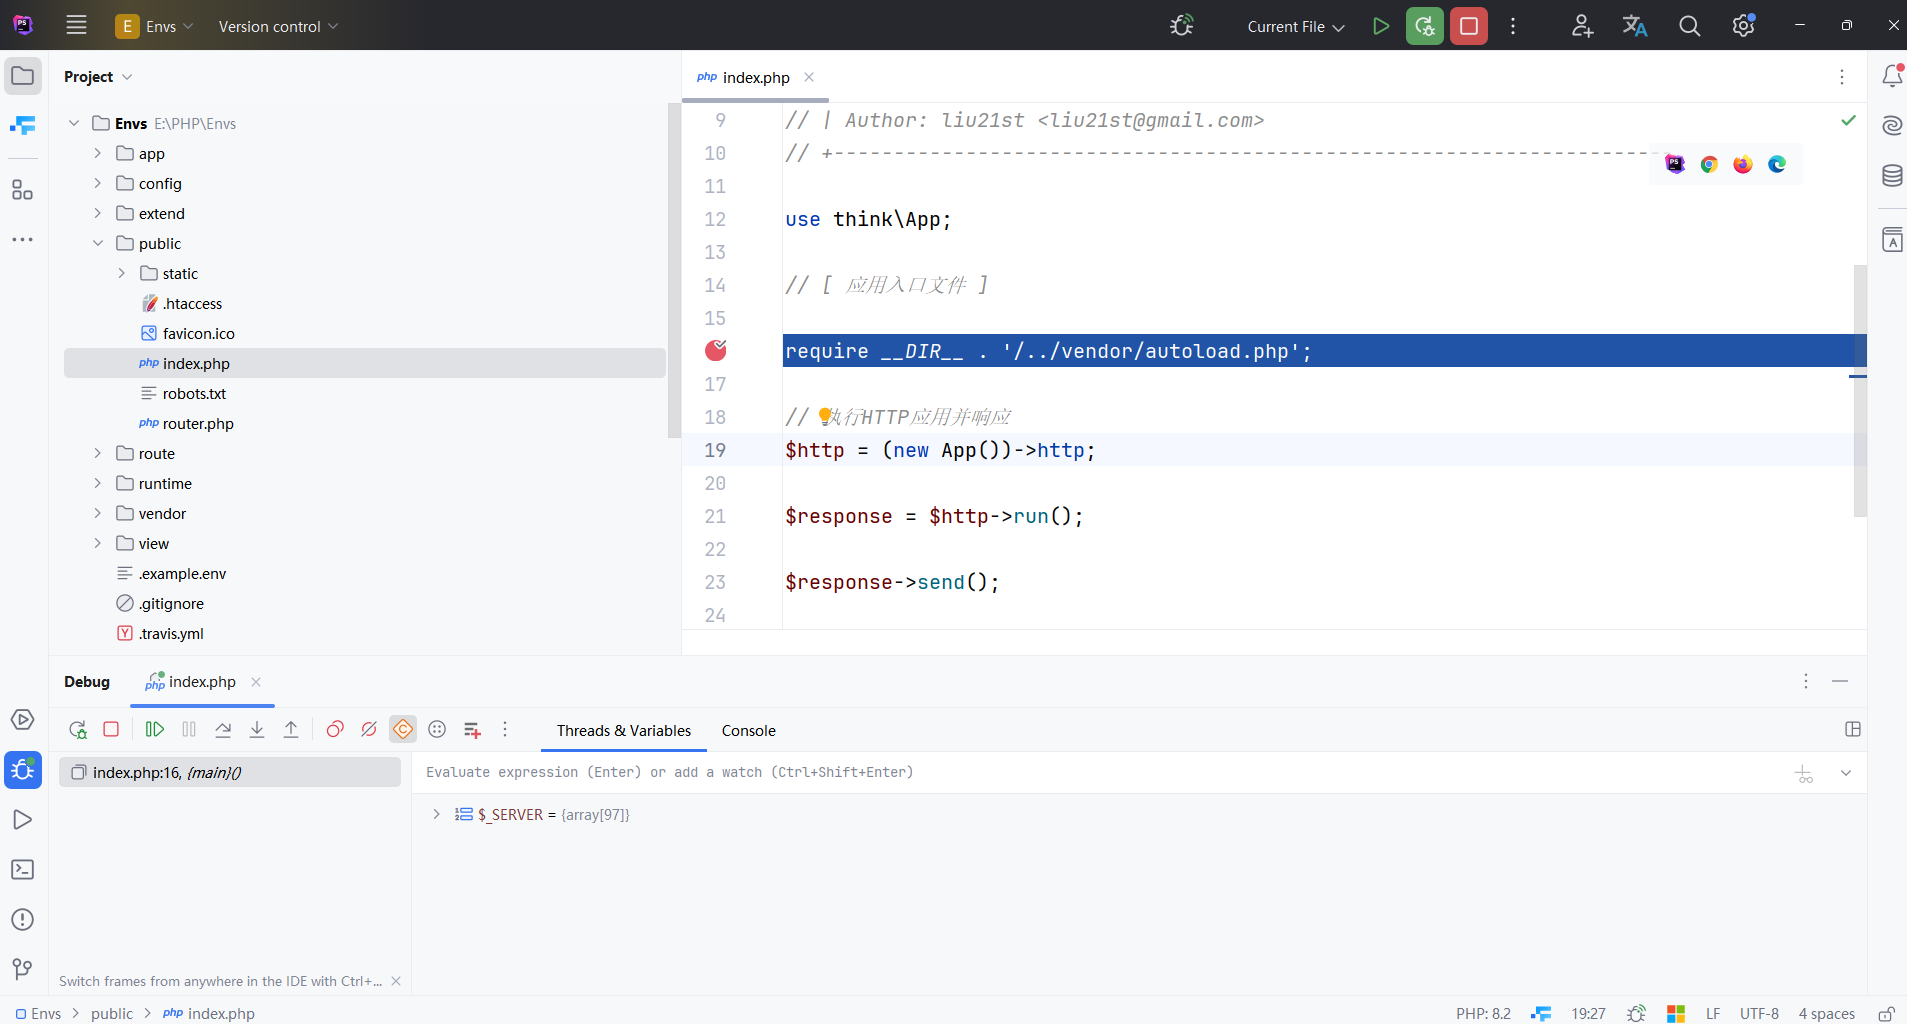 E Envs Version control Current File
Project
Envs E:\PHP\Envs
app
config
extend
public
static
.htaccess
favicon.ico
php index.php
robots.txt
php router.php
route
runtime
vendor
view
.example.env
.gitignore
.travis.yml
php index.php
9 // | Author: liu21st <liu21st@gmail.com>
10 // +----------------------------------------------------------------------
11
12 use think\App;
13
14 // [ 应用入口文件 ]
15
require __DIR__ . '/../vendor/autoload.php';
17
18 // 执行HTTP应用并响应
19 $http = (new App())->http;
20
21 $response = $http->run();
22
23 $response->send();
24
Debug php index.php
Threads & Variables Console
index.php:16, {main}()
Evaluate expression (Enter) or add a watch (Ctrl+Shift+Enter)
$_SERVER = {array[97]}
Switch frames from anywhere in the IDE with Ctrl+...
Envs > public > php index.php
PHP: 8.2 19:27 LF UTF-8 4 spaces